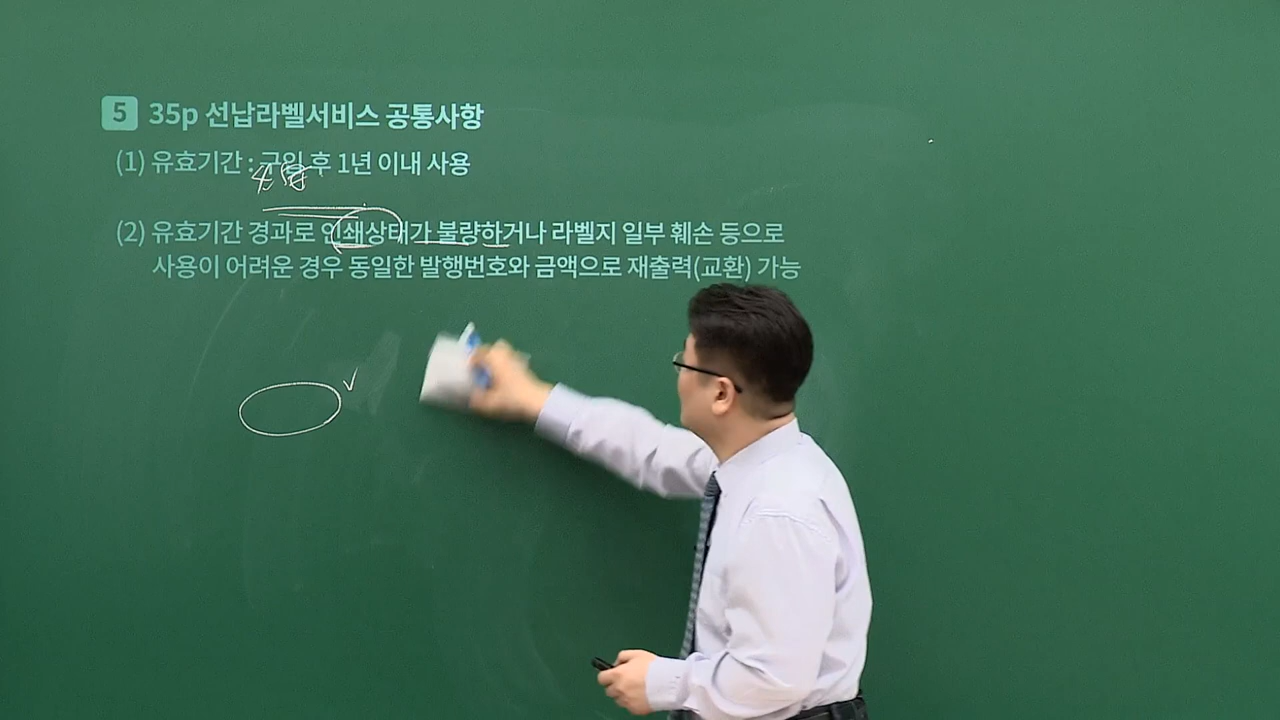 5 35p 선납라벨서비스 공통사항
(1) 유효기간 : 구입 후 1년 이내 사용
(2) 유효기간 경과로 인쇄상태가 불량하거나 라벨지 일부 훼손 등으로
사용이 어려운 경우 동일한 발행번호와 금액으로 재출력(교환) 가능